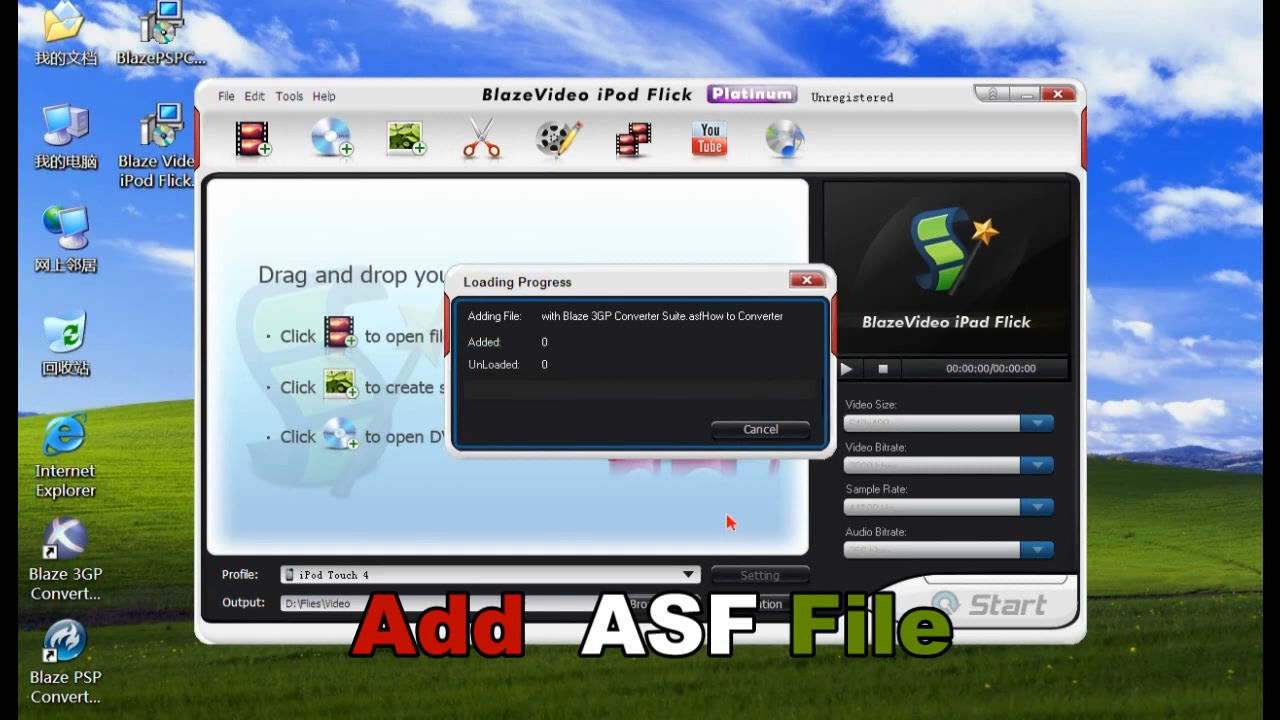 我的文档
BlazePSPC...
我的电脑
Blaze Vide
iPod Flick.
网上邻居
回收站
Internet
Explorer
Blaze 3GP
Convert...
Blaze PSP
Convert...
File Edit Tools Help
BlazeVideo iPod Flick Platinum Unregistered
You
Tube
Drag and drop you
· Click to open fil
· Click to create s
· Click to open DV
Loading Progress
Adding File: with Blaze 3GP Converter Suite.asfHow to Converter
Added: 0
UnLoaded: 0
Cancel
BlazeVideo iPad Flick
00:00:00/00:00:00
Video Size:
Video Bitrate:
Sample Rate:
Audio Bitrate:
Profile: iPod Touch 4 Setting
Output: D:\Flies\Video
Start
Add ASF File